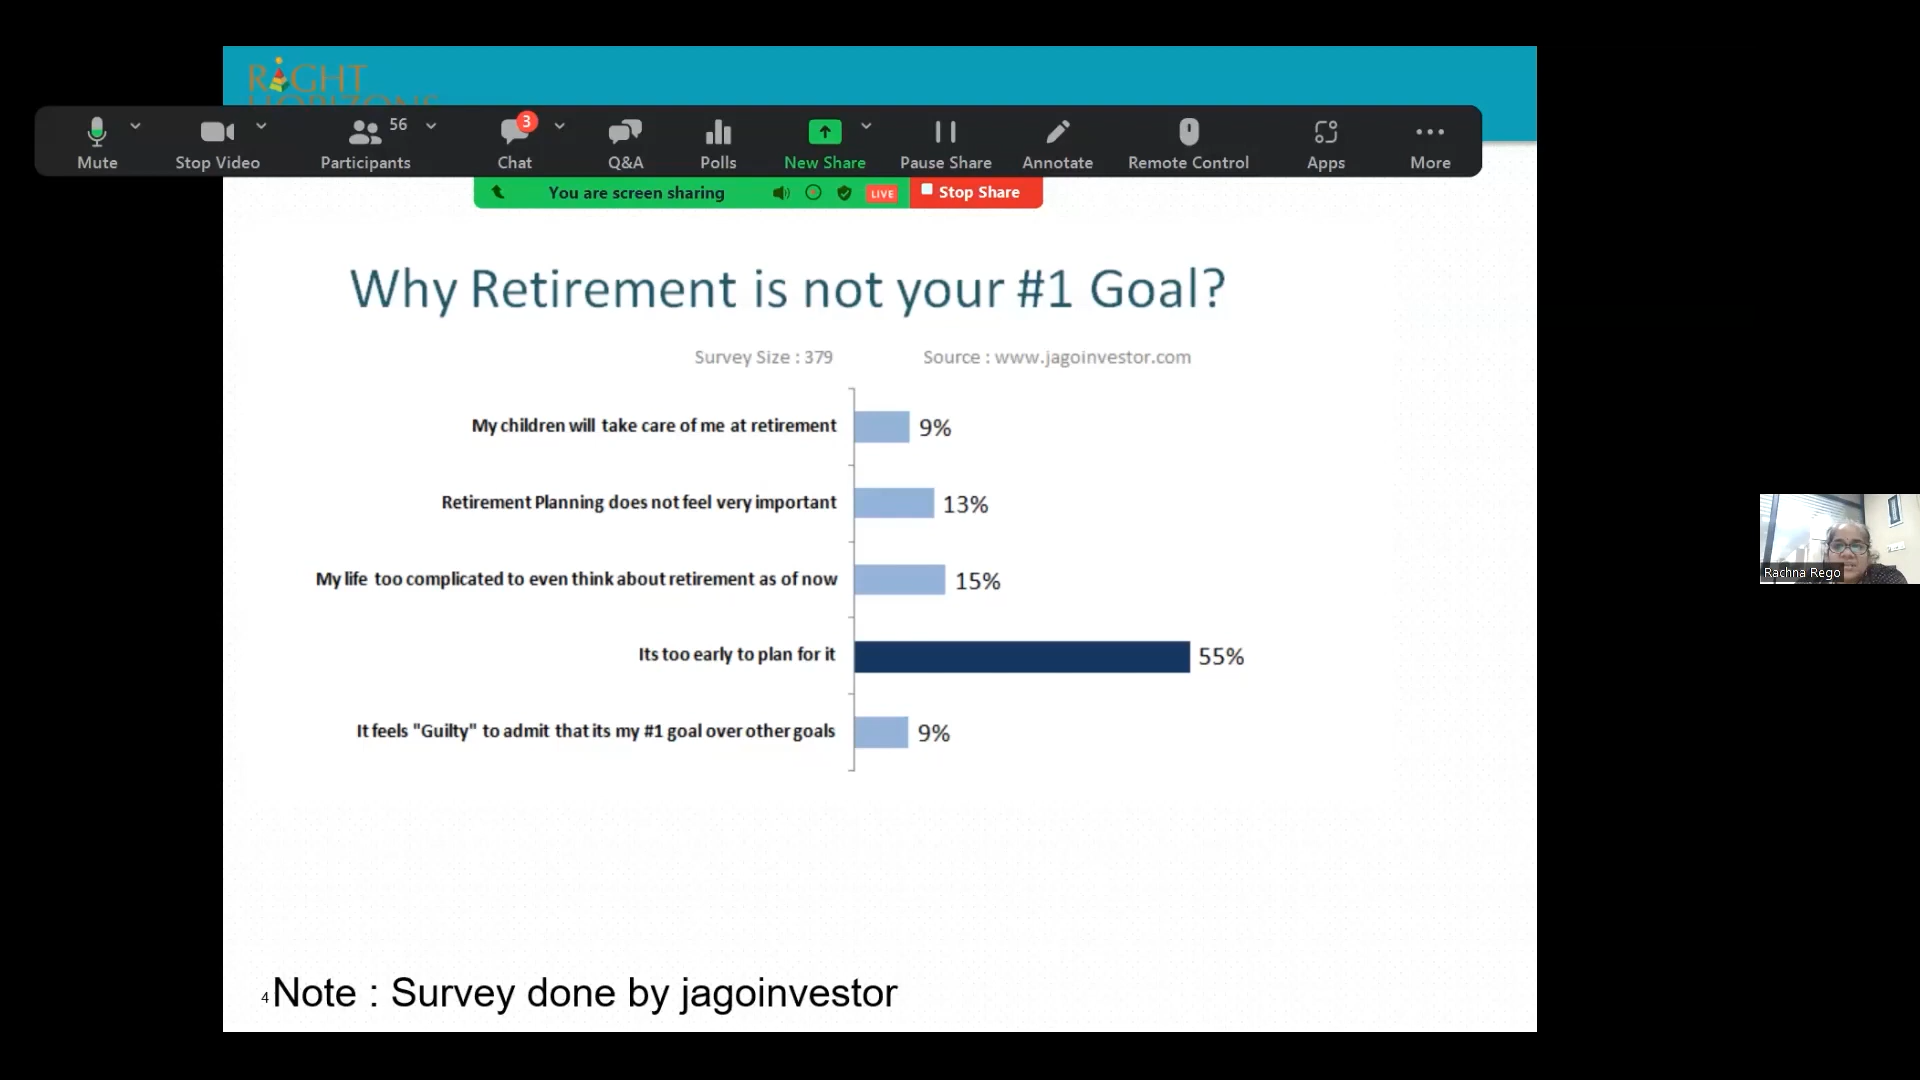 RIGHT
HORIZONS
Mute
Stop Video
56
Participants
3
Chat
Q&A
Polls
New Share
Pause Share
Annotate
Remote Control
Apps
More
You are screen sharing
LIVE
Stop Share
Why Retirement is not your #1 Goal?
Survey Size : 379
Source : www.jagoinvestor.com
My children will take care of me at retirement
9%
Retirement Planning does not feel very important
13%
My life too complicated to even think about retirement as of now
15%
Its too early to plan for it
55%
It feels "Guilty" to admit that its my #1 goal over other goals
9%
Rachna Rego
4
Note : Survey done by jagoinvestor